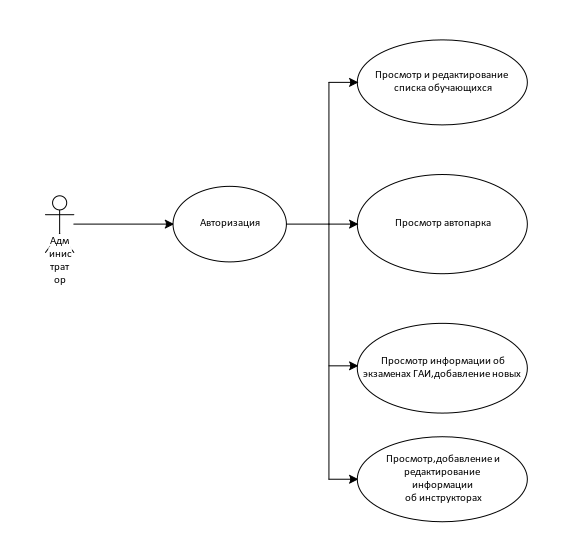 Просмотр и редактирование
списка обучающихся
Адм
инис
трат
ор
Авторизация
Просмотр автопарка
Просмотр информации об
экзаменах ГАИ,добавление новых
Просмотр,добавление и
редактирование
информации
об инструкторах